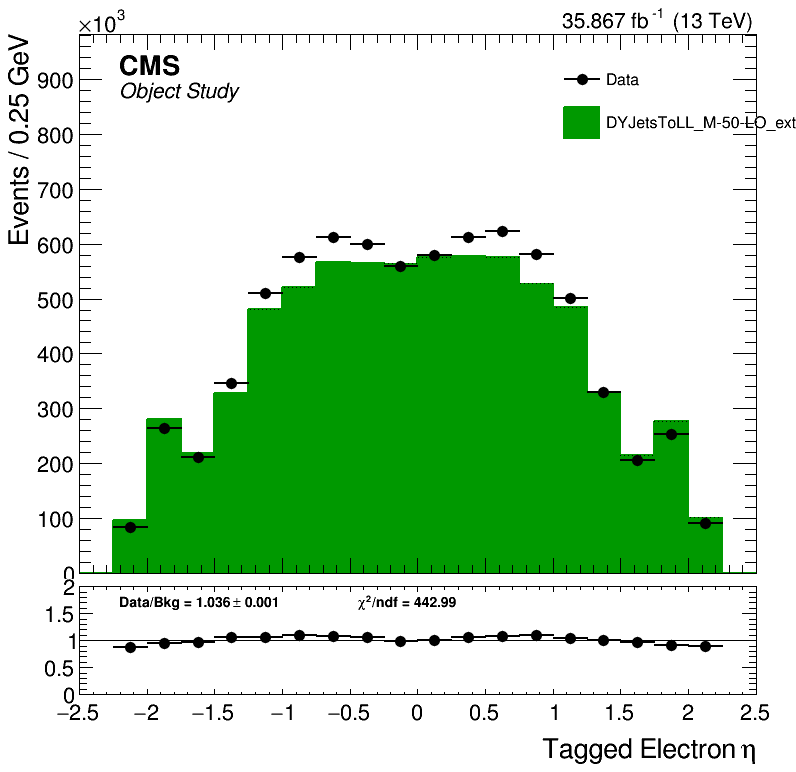 ×10³
35.867 fb⁻¹ (13 TeV)
Events / 0.25 GeV
CMS
Object Study
Data
DYJetsToLL_M-50-LO_ext
900
800
700
600
500
400
300
200
100
0
Data/Bkg = 1.036 ± 0.001
χ²/ndf = 442.99
2
1.5
1
0.5
0
−2.5 −2 −1.5 −1 −0.5 0 0.5 1 1.5 2 2.5
Tagged Electron η